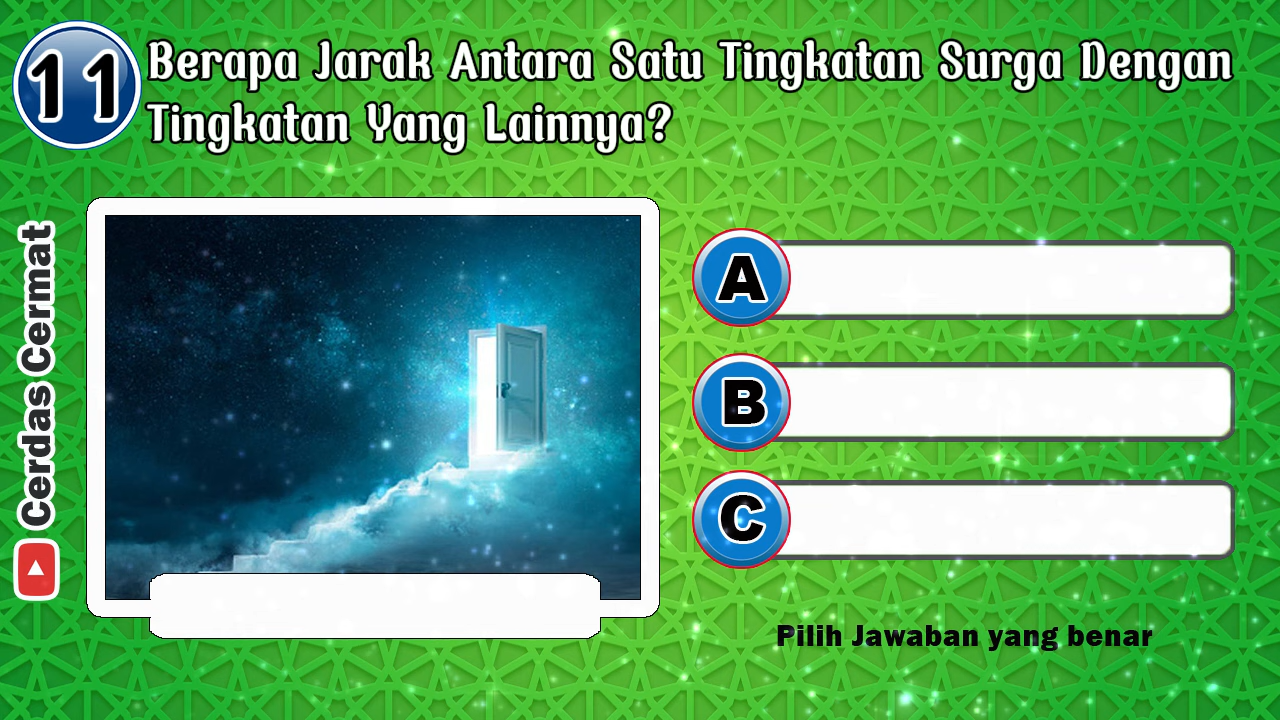 11
Berapa Jarak Antara Satu Tingkatan Surga Dengan
Tingkatan Yang Lainnya?
Cerdas Cermat
A
B
C
Pilih Jawaban yang benar